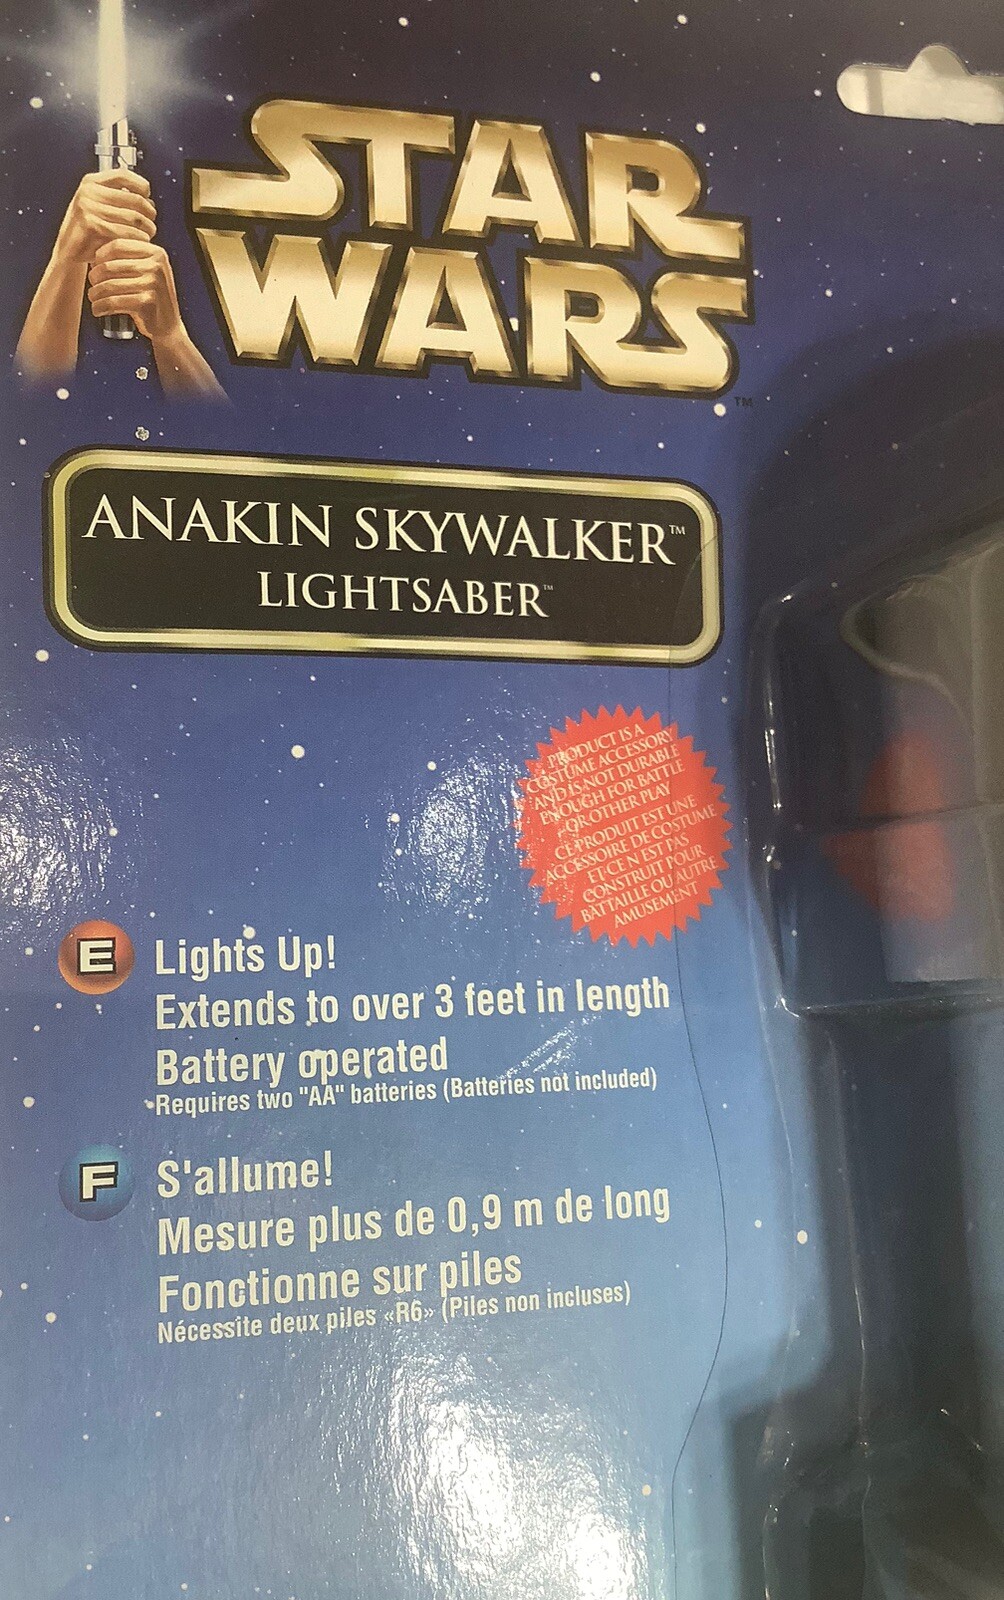 STAR
WARS
TM
ANAKIN SKYWALKER™
LIGHTSABER™
PRODUCT IS A
COSTUME ACCESSORY
AND IS NOT DURABLE
ENOUGH FOR BATTLE
OR OTHER PLAY
CE PRODUIT EST UNE
ACCESSOIRE DE COSTUME
ET CE N EST PAS
CONSTRUIT POUR
BATTAILLE OU AUTRE
AMUSEMENT
E
Lights Up!
Extends to over 3 feet in length
Battery operated
Requires two "AA" batteries (Batteries not included)
F
S'allume!
Mesure plus de 0,9 m de long
Fonctionne sur piles
Nécessite deux piles «R6» (Piles non incluses)